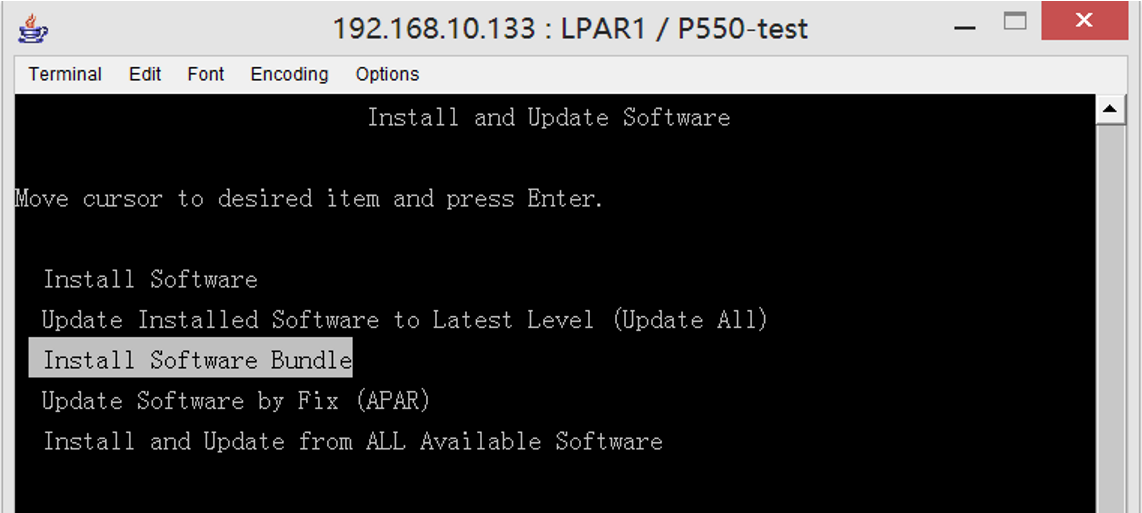 192.168.10.133 : LPAR1 / P550-test
Terminal Edit Font Encoding Options
Install and Update Software
Move cursor to desired item and press Enter.
Install Software
Update Installed Software to Latest Level (Update All)
Install Software Bundle
Update Software by Fix (APAR)
Install and Update from ALL Available Software